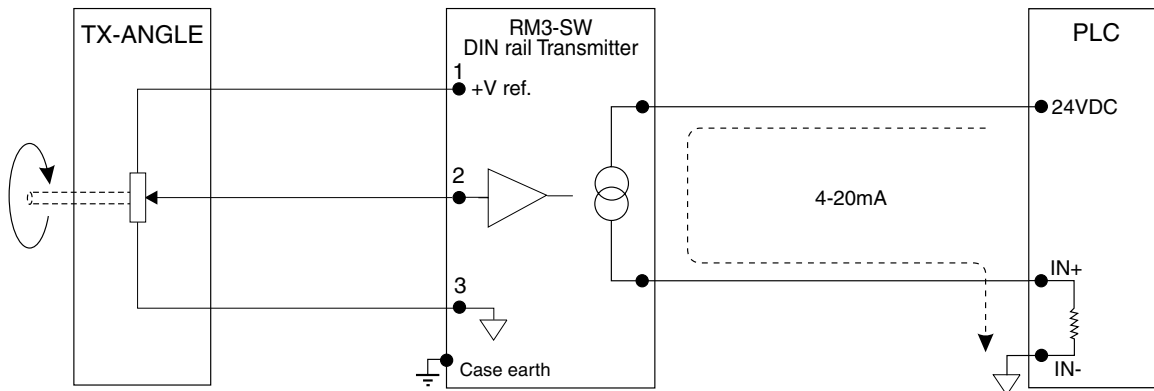 TX-ANGLE
RM3-SW
DIN rail Transmitter
PLC
1
+V ref.
24VDC
2
4-20mA
3
IN+
Case earth
IN-